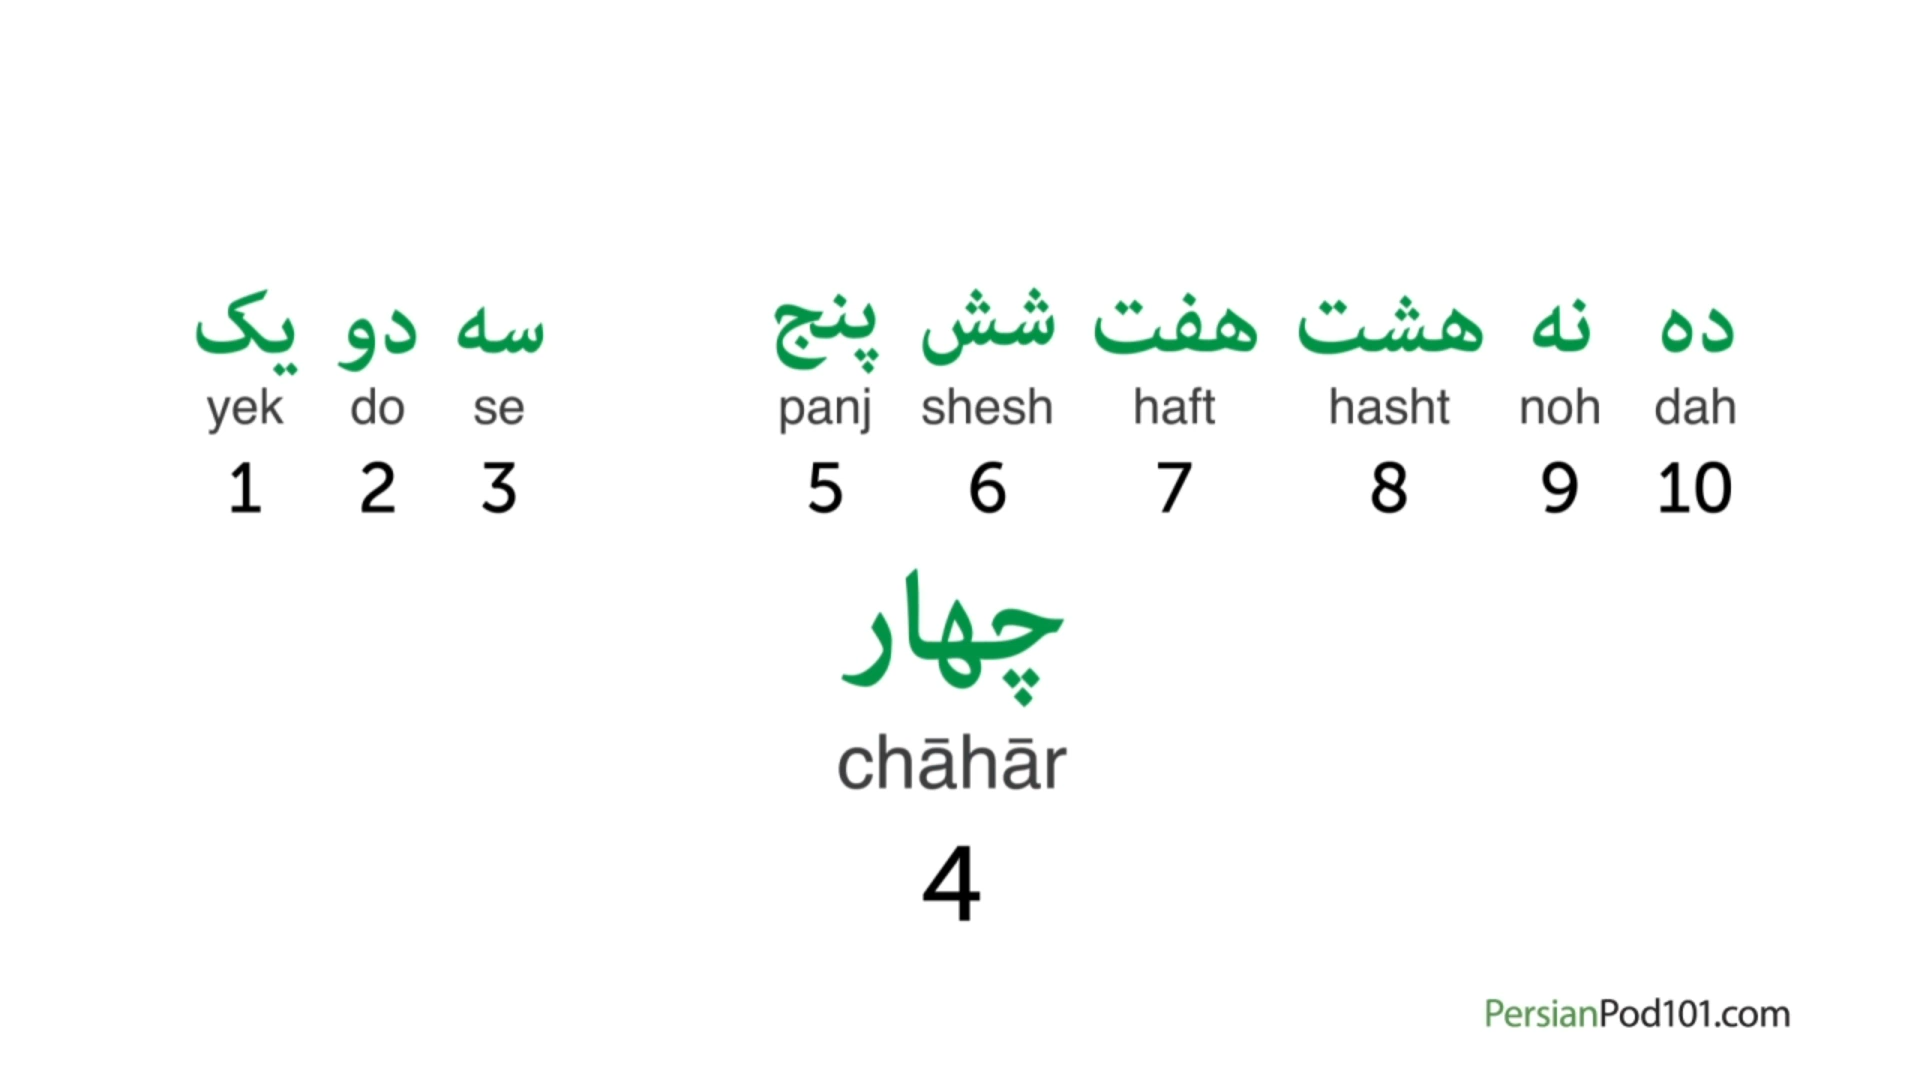 یک دو سه پنج شش هفت هشت نه ده
yek do se panj shesh haft hasht noh dah
1 2 3 5 6 7 8 9 10
چهار
chāhār
4
PersianPod101.com